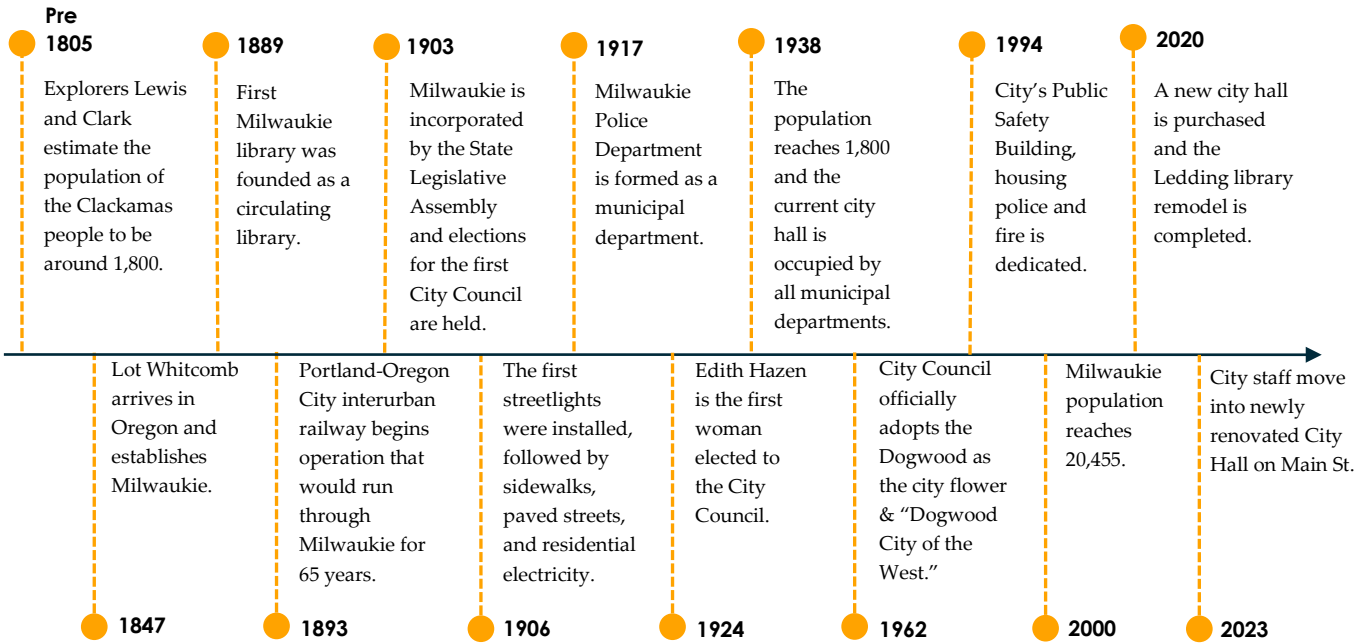 Pre
1805
Explorers Lewis
and Clark
estimate the
population of
the Clackamas
people to be
around 1,800.
1889
First
Milwaukie
library was
founded as a
circulating
library.
1903
Milwaukie is
incorporated
by the State
Legislative
Assembly
and elections
for the first
City Council
are held.
1917
Milwaukie
Police
Department
is formed as a
municipal
department.
1938
The
population
reaches 1,800
and the
current city
hall is
occupied by
all municipal
departments.
1994
City’s Public
Safety
Building,
housing
police and
fire is
dedicated.
2020
A new city hall
is purchased
and the
Ledding library
remodel is
completed.
Lot Whitcomb
arrives in
Oregon and
establishes
Milwaukie.
1847
Portland-Oregon
City interurban
railway begins
operation that
would run
through
Milwaukie for
65 years.
1893
The first
streetlights
were installed,
followed by
sidewalks,
paved streets,
and residential
electricity.
1906
Edith Hazen
is the first
woman
elected to
the City
Council.
1924
City Council
officially
adopts the
Dogwood as
the city flower
& “Dogwood
City of the
West.”
1962
Milwaukie
population
reaches
20,455.
2000
City staff move
into newly
renovated City
Hall on Main St.
2023